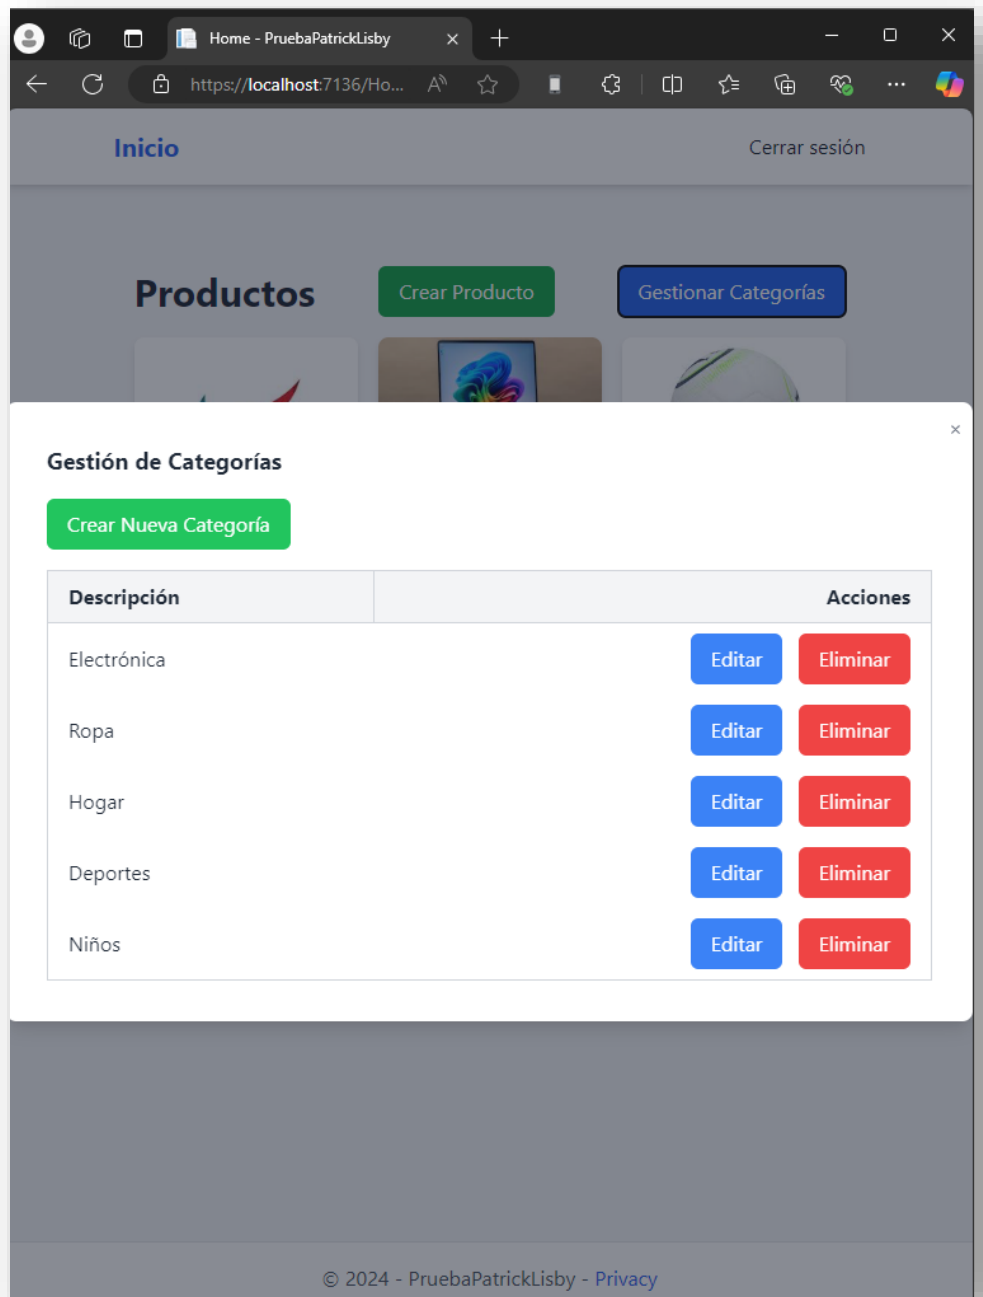 Home - PruebaPatrickLisby
https://localhost:7136/Ho...
Inicio
Cerrar sesión
Productos
Crear Producto
Gestionar Categorías
×
Gestión de Categorías
Crear Nueva Categoría
Descripción Acciones
Electrónica Editar Eliminar
Ropa Editar Eliminar
Hogar Editar Eliminar
Deportes Editar Eliminar
Niños Editar Eliminar
© 2024 - PruebaPatrickLisby - Privacy